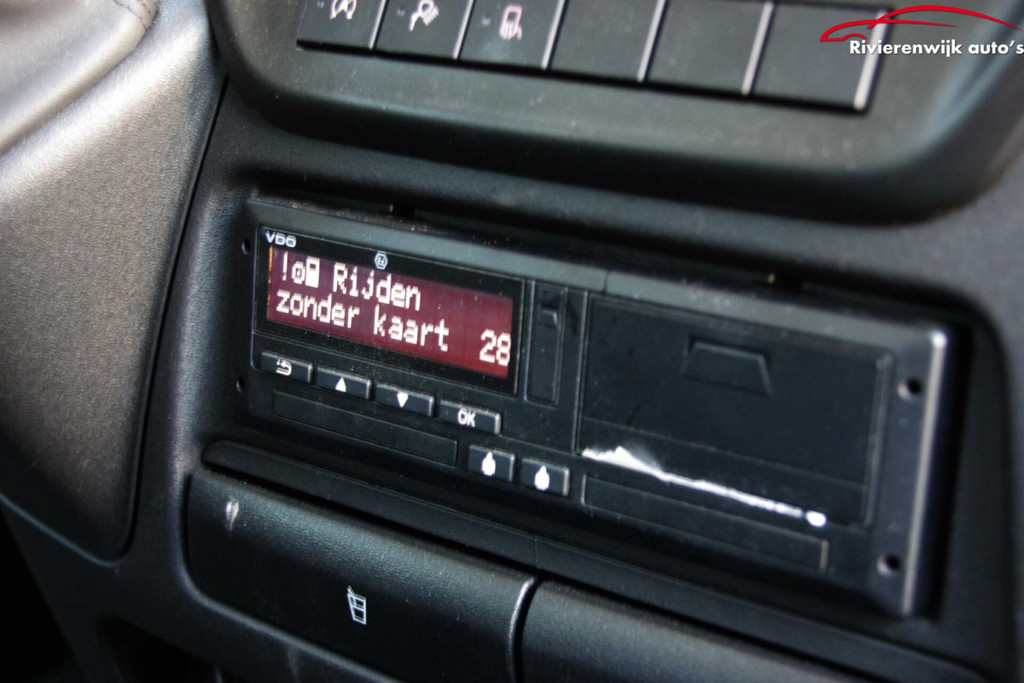 Rivierenwijk auto's
VDO
! Rijden
zonder kaart 28
OK